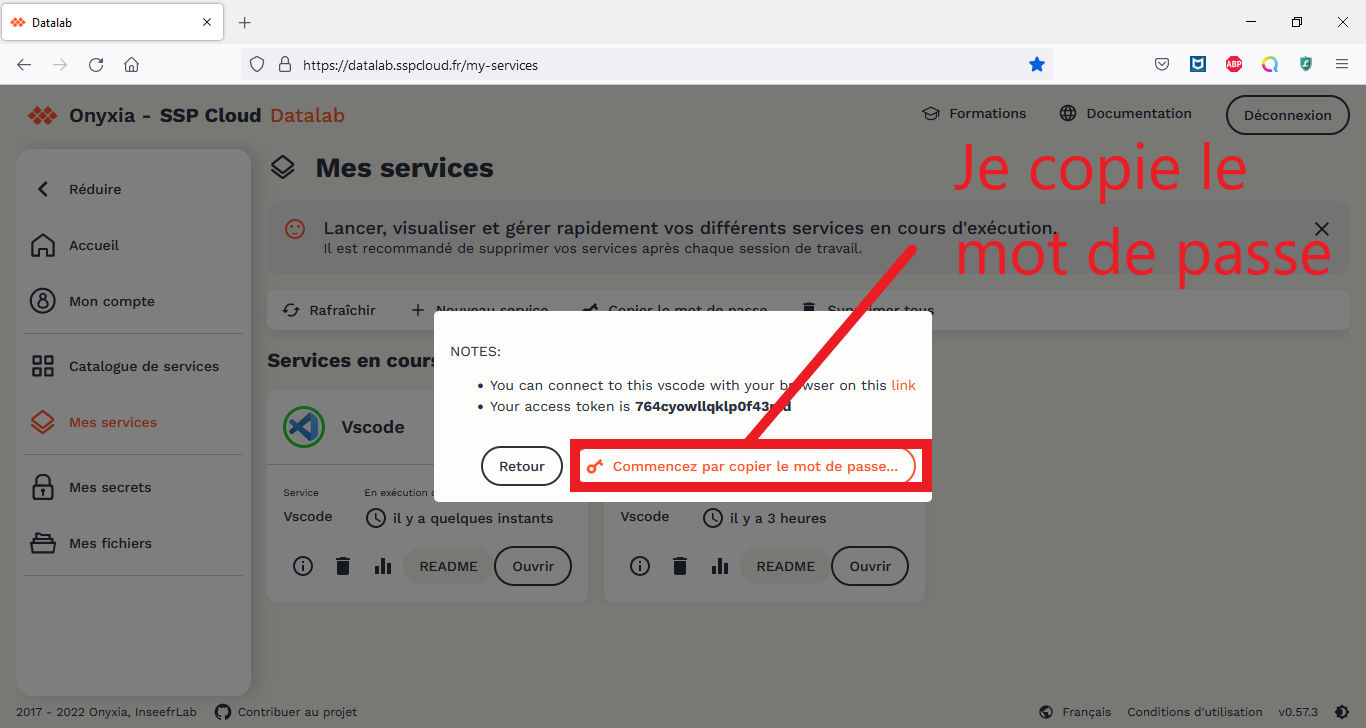 Datalab
https://datalab.sspcloud.fr/my-services
ABP
Onyxia - SSP Cloud Datalab
Formations
Documentation
Déconnexion
Je copie le
mot de passe
Réduire
Accueil
Mon compte
Catalogue de services
Mes services
Mes secrets
Mes fichiers
Mes services
Lancer, visualiser et gérer rapidement vos différents services en cours d'exécution.
Il est recommandé de supprimer vos services après chaque session de travail.
Rafraîchir
Nouveau service
Copier le mot de passe
Supprimer tous
Services en cours
NOTES:
• You can connect to this vscode with your browser on this link
• Your access token is
Retour
Commencez par copier le mot de passe...
Vscode
Service
En exécution
Vscode
il y a quelques instants
README
Ouvrir
Vscode
il y a 3 heures
README
Ouvrir
2017 - 2022 Onyxia, InseefrLab
Contribuer au projet
Français
Conditions d'utilisation
v0.57.3